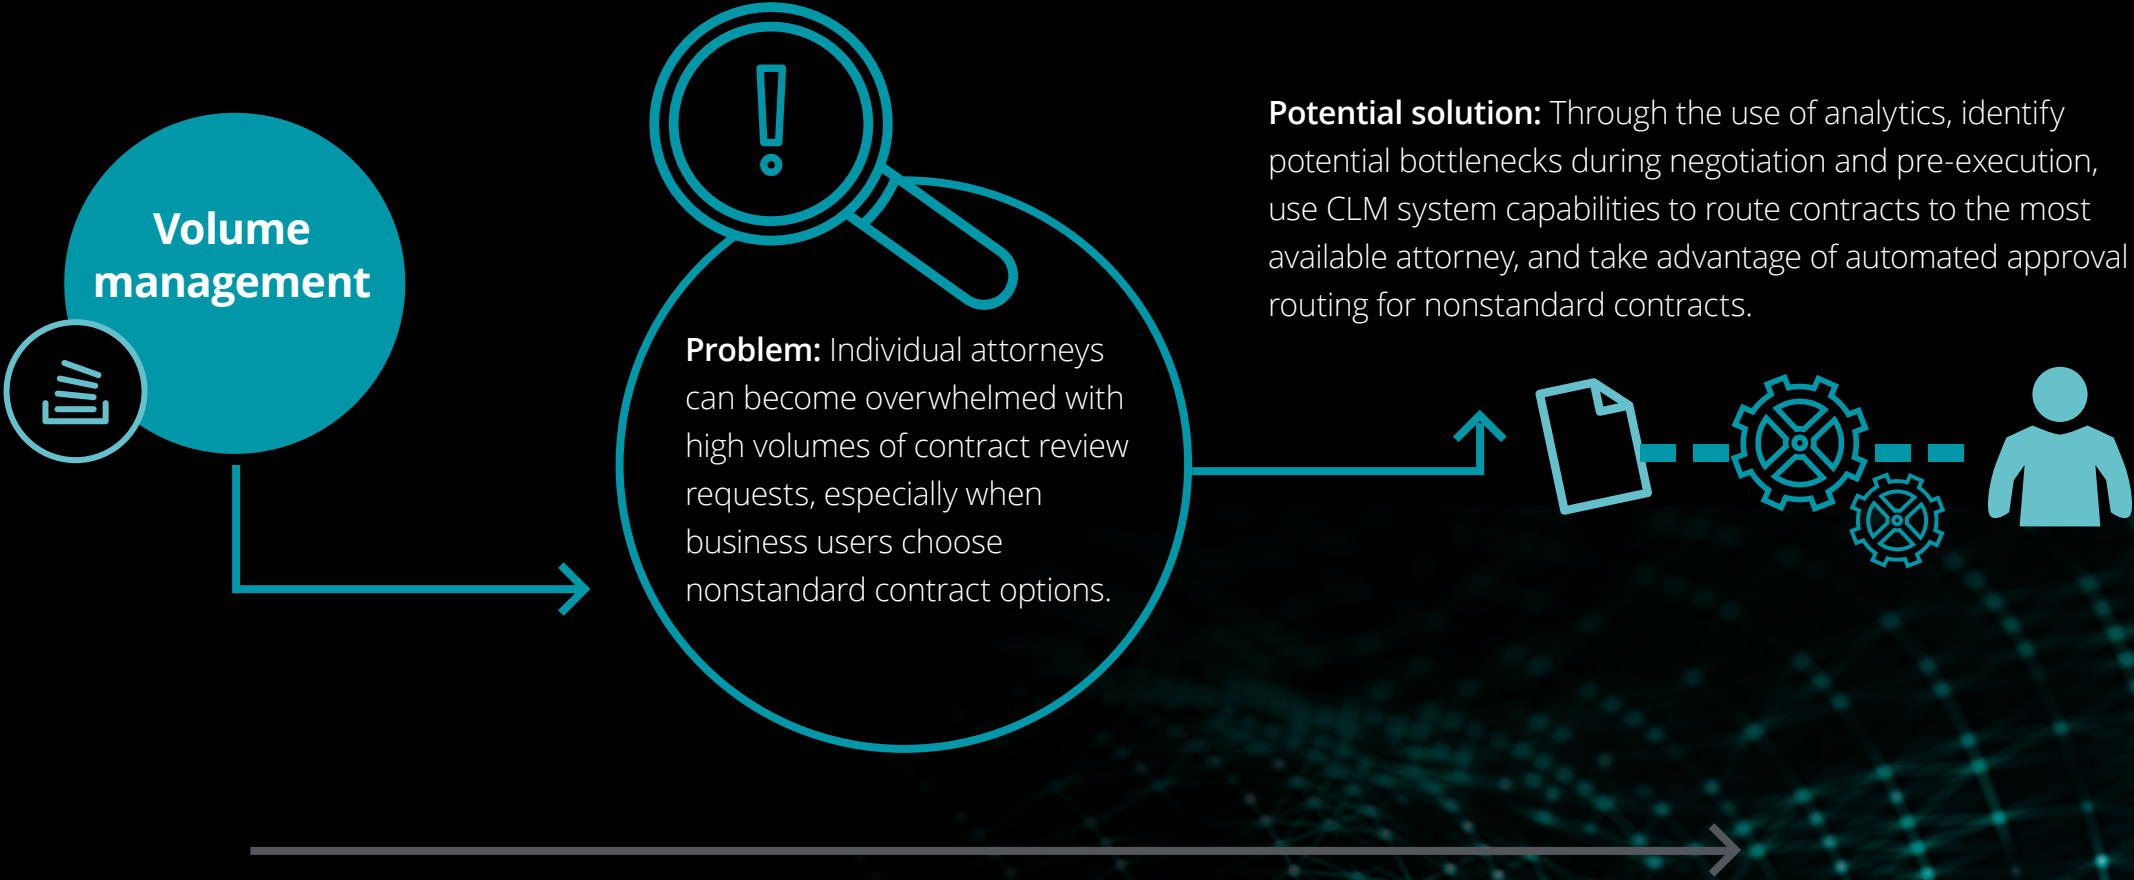 Volume
management
Problem: Individual attorneys
can become overwhelmed with
high volumes of contract review
requests, especially when
business users choose
nonstandard contract options.
Potential solution: Through the use of analytics, identify
potential bottlenecks during negotiation and pre-execution,
use CLM system capabilities to route contracts to the most
available attorney, and take advantage of automated approval
routing for nonstandard contracts.